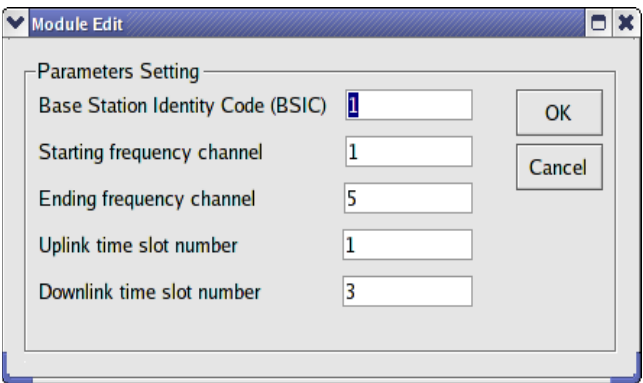 Module Edit
Parameters Setting
Base Station Identity Code (BSIC) 1
OK
Starting frequency channel 1
Cancel
Ending frequency channel 5
Uplink time slot number 1
Downlink time slot number 3